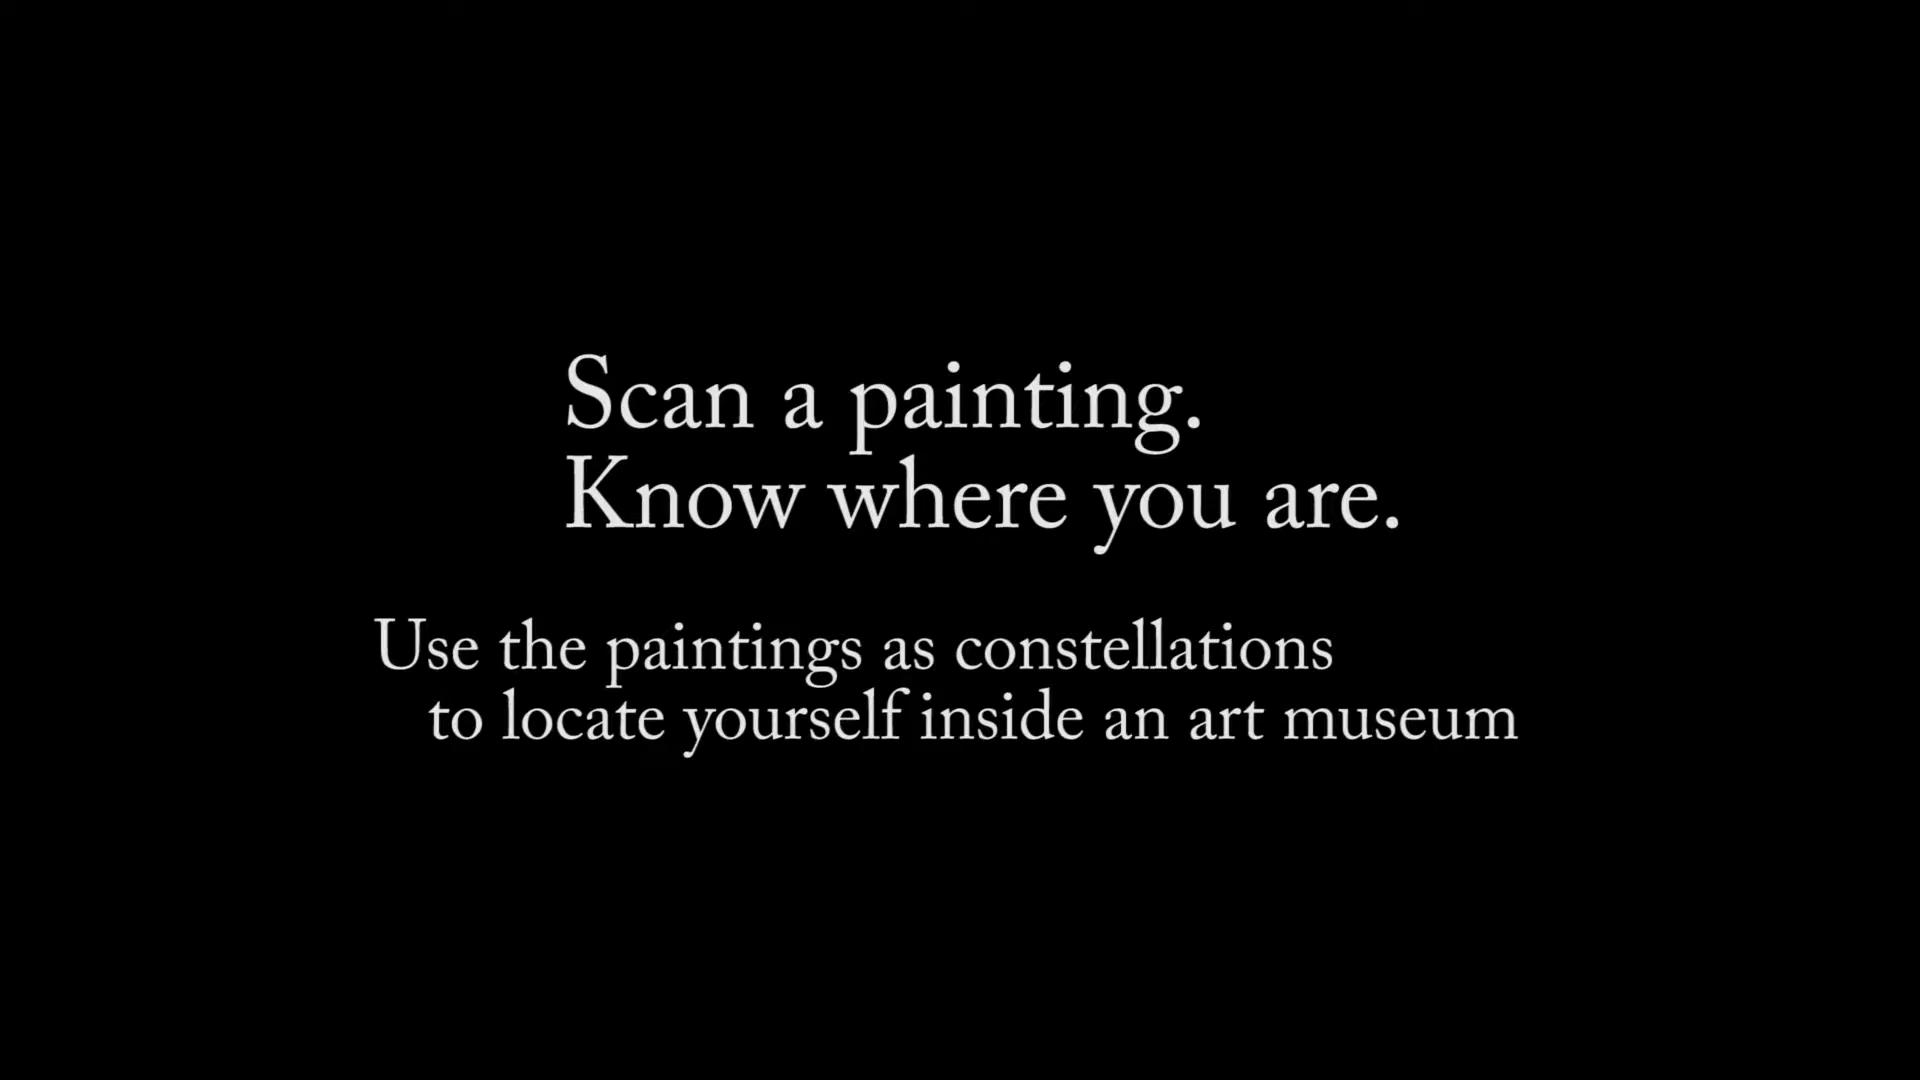 Scan a painting.
Know where you are.
Use the paintings as constellations
to locate yourself inside an art museum